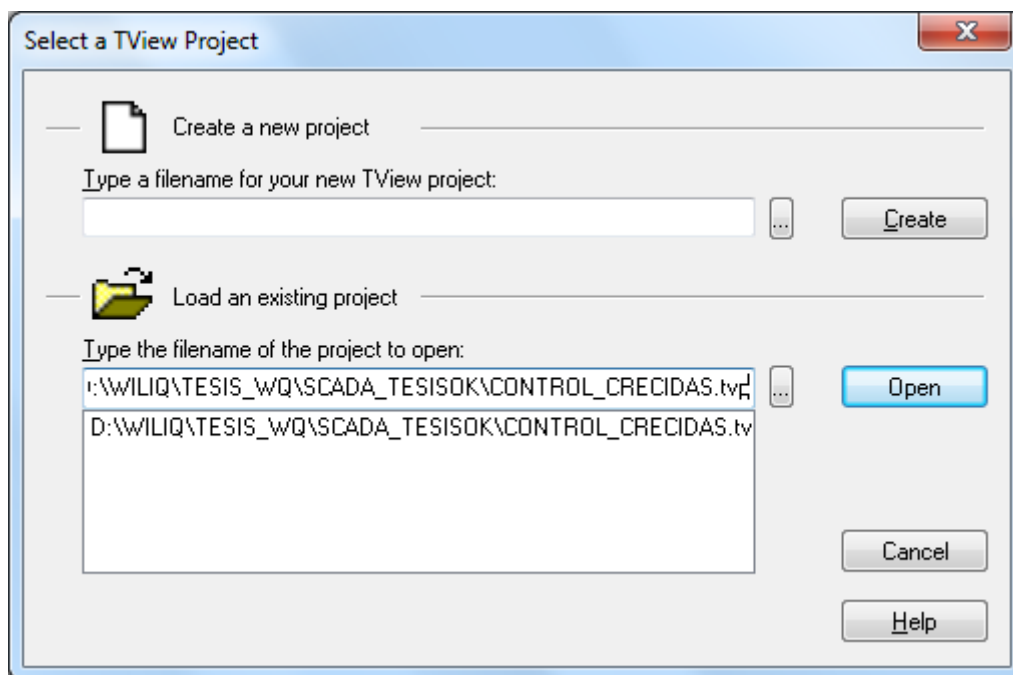 Select a TView Project
Create a new project
Type a filename for your new TView project:
...
Create
Load an existing project
Type the filename of the project to open:
:\WILIQ\TESIS_WQ\SCADA_TESISOK\CONTROL_CRECIDAS.tvp
...
Open
D:\WILIQ\TESIS_WQ\SCADA_TESISOK\CONTROL_CRECIDAS.tv
Cancel
Help